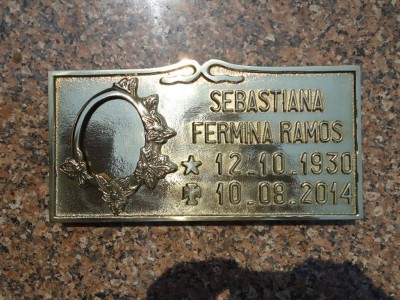 SEBASTIANA
FERMINA RAMOS
★ 12.10.1930
✝ 10.08.2014